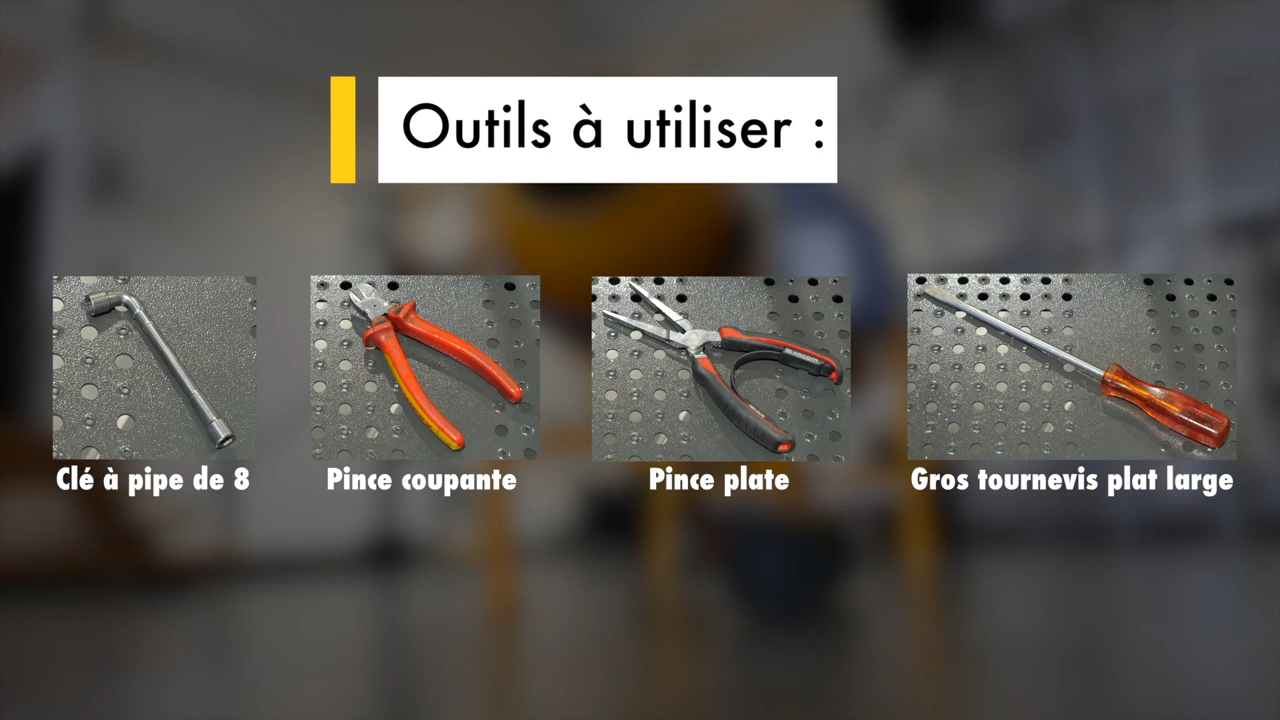 Outils à utiliser :
Clé à pipe de 8
Pince coupante
Pince plate
Gros tournevis plat large